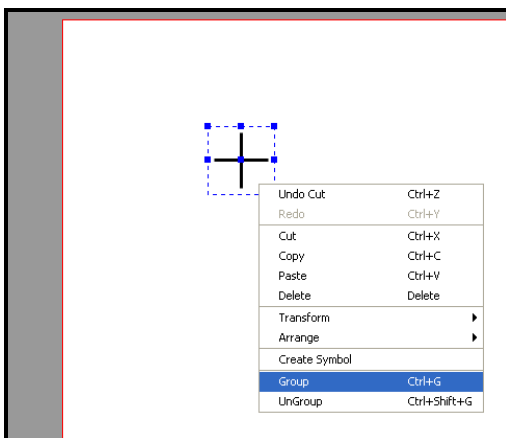 Undo Cut Ctrl+Z
Redo Ctrl+Y
Cut Ctrl+X
Copy Ctrl+C
Paste Ctrl+V
Delete Delete
Transform
Arrange
Create Symbol
Group Ctrl+G
UnGroup Ctrl+Shift+G